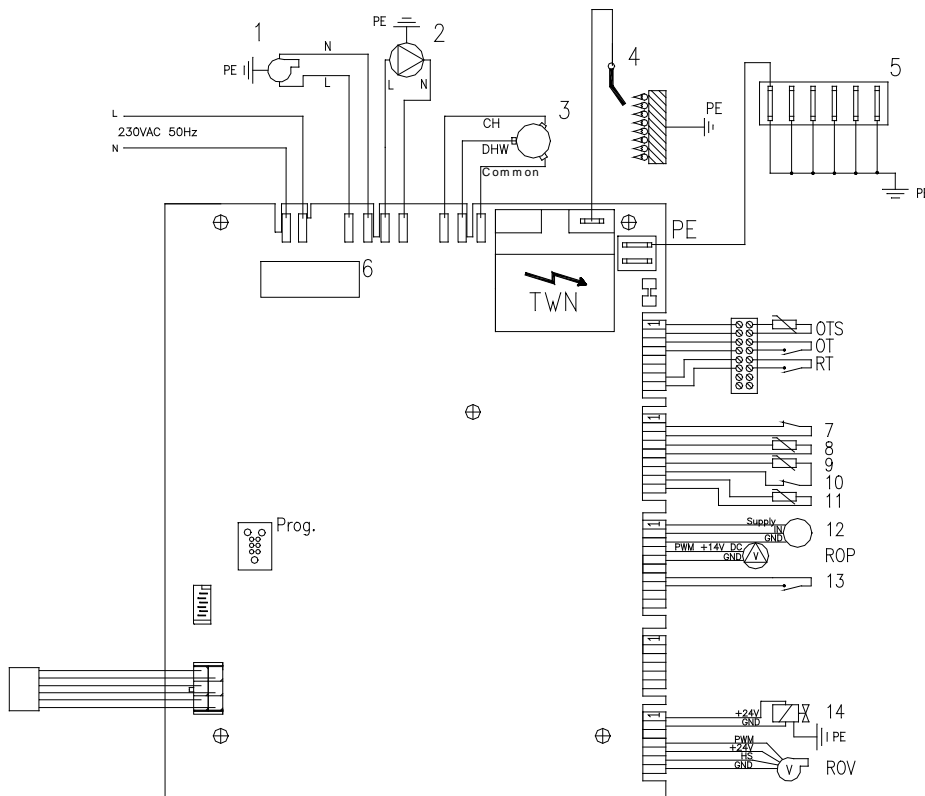 1
N
PE
L
PE
2
L
N
3
CH
DHW
Common
4
PE
5
PE
L
230VAC 50Hz
N
6
TWN
PE
1
OTS
OT
RT
1
7
8
9
10
11
1
Supply
IN
GND
12
PWM +14V DC
GND
V
ROP
13
Prog.
1
1
+24V
GND
14
PE
PWM
+24V
HS
GND
V
ROV